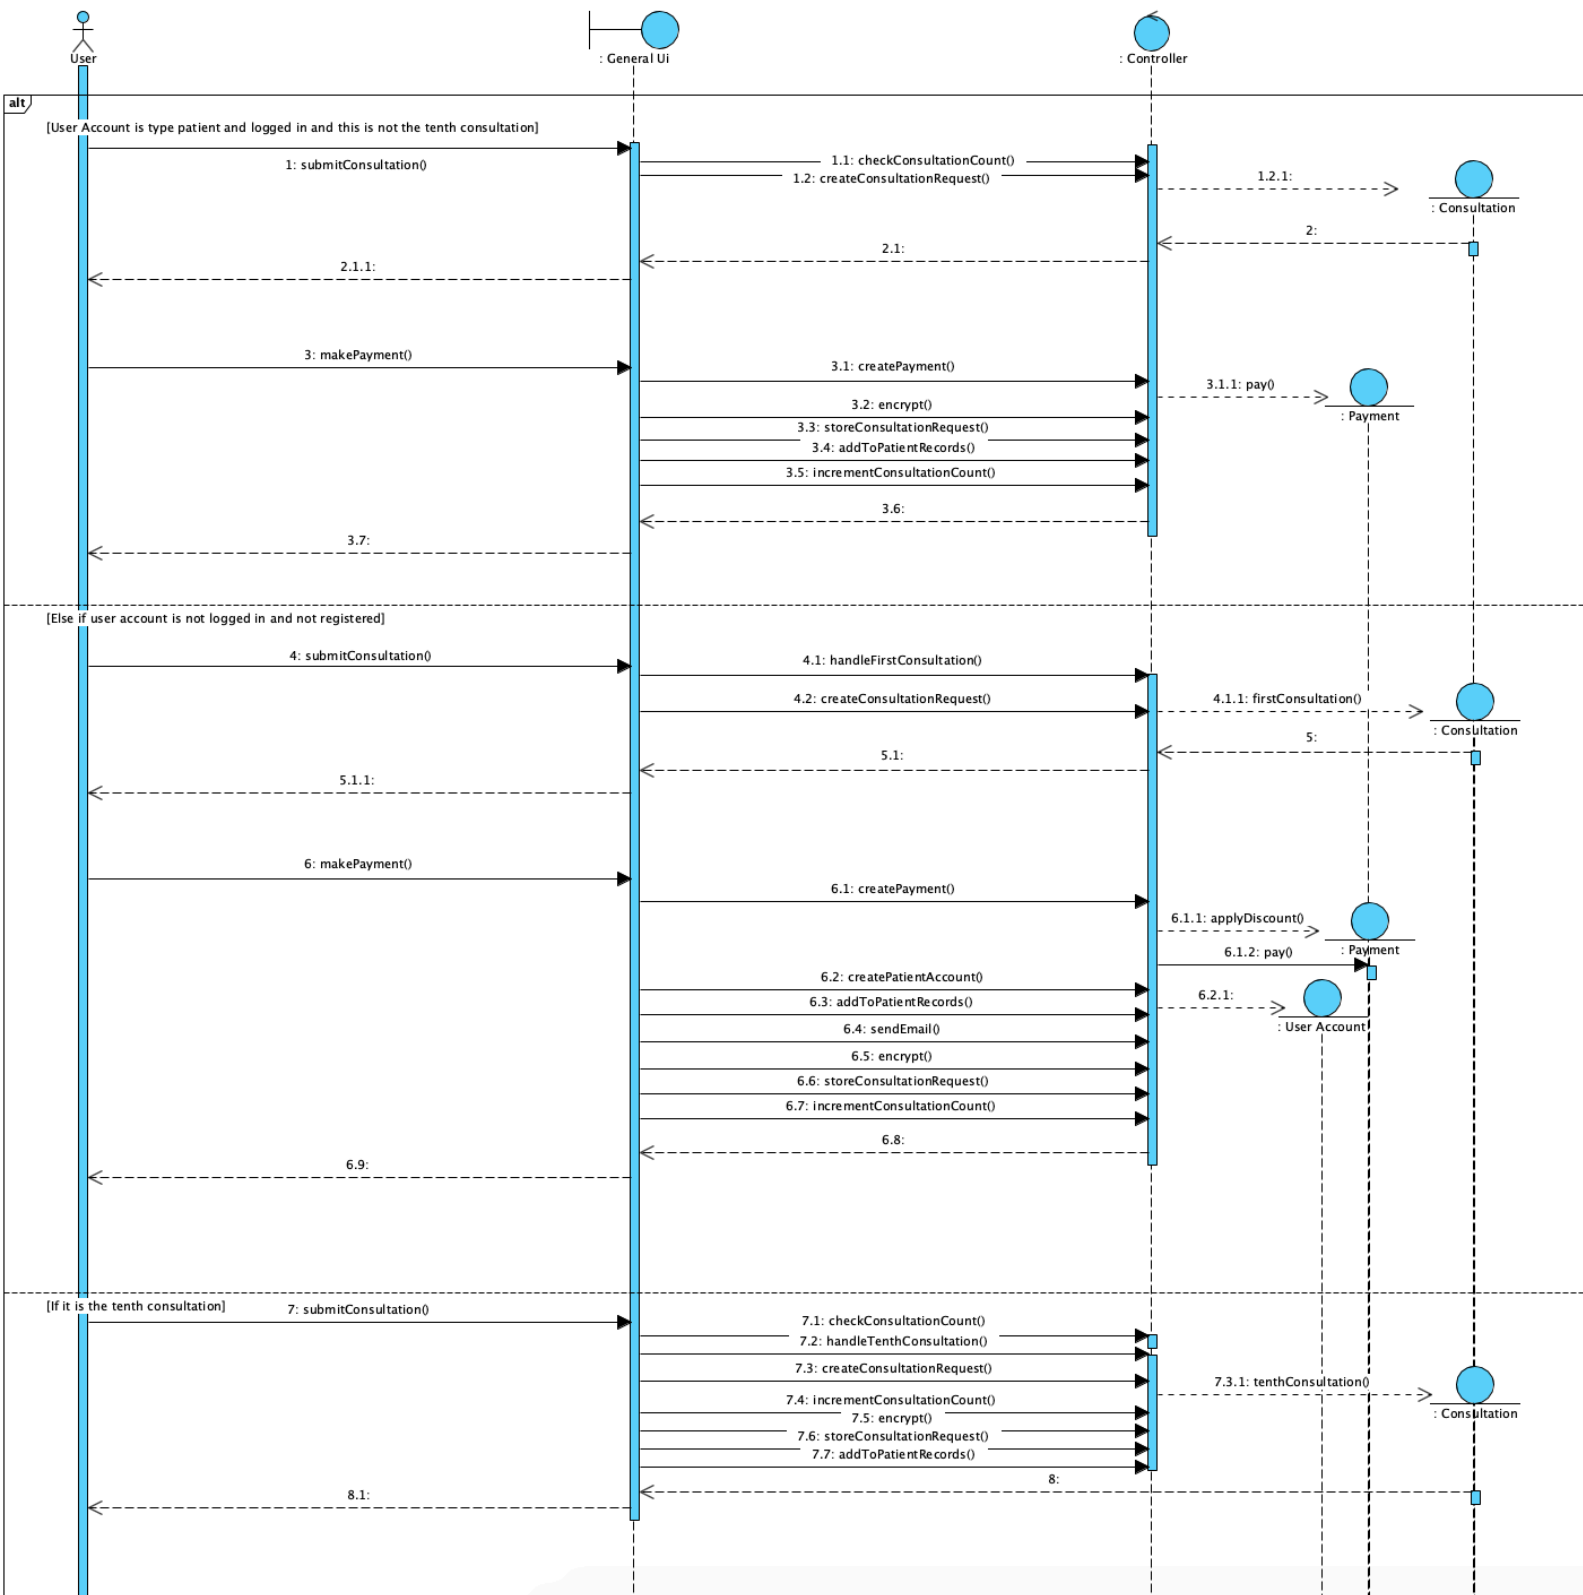 User
: General Ui
: Controller
alt
[User Account is type patient and logged in and this is not the tenth consultation]
1: submitConsultation()
1.1: checkConsultationCount()
1.2: createConsultationRequest()
1.2.1:
: Consultation
2:
2.1:
2.1.1:
3: makePayment()
3.1: createPayment()
3.1.1: pay()
: Payment
3.2: encrypt()
3.3: storeConsultationRequest()
3.4: addToPatientRecords()
3.5: incrementConsultationCount()
3.6:
3.7:
[Else if user account is not logged in and not registered]
4: submitConsultation()
4.1: handleFirstConsultation()
4.2: createConsultationRequest()
4.1.1: firstConsultation()
: Consultation
5:
5.1:
5.1.1:
6: makePayment()
6.1: createPayment()
6.1.1: applyDiscount()
: Payment
6.1.2: pay()
6.2: createPatientAccount()
6.2.1:
: User Account
6.3: addToPatientRecords()
6.4: sendEmail()
6.5: encrypt()
6.6: storeConsultationRequest()
6.7: incrementConsultationCount()
6.8:
6.9:
[If it is the tenth consultation]
7: submitConsultation()
7.1: checkConsultationCount()
7.2: handleTenthConsultation()
7.3: createConsultationRequest()
7.3.1: tenthConsultation()
: Consultation
7.4: incrementConsultationCount()
7.5: encrypt()
7.6: storeConsultationRequest()
7.7: addToPatientRecords()
8:
8.1: